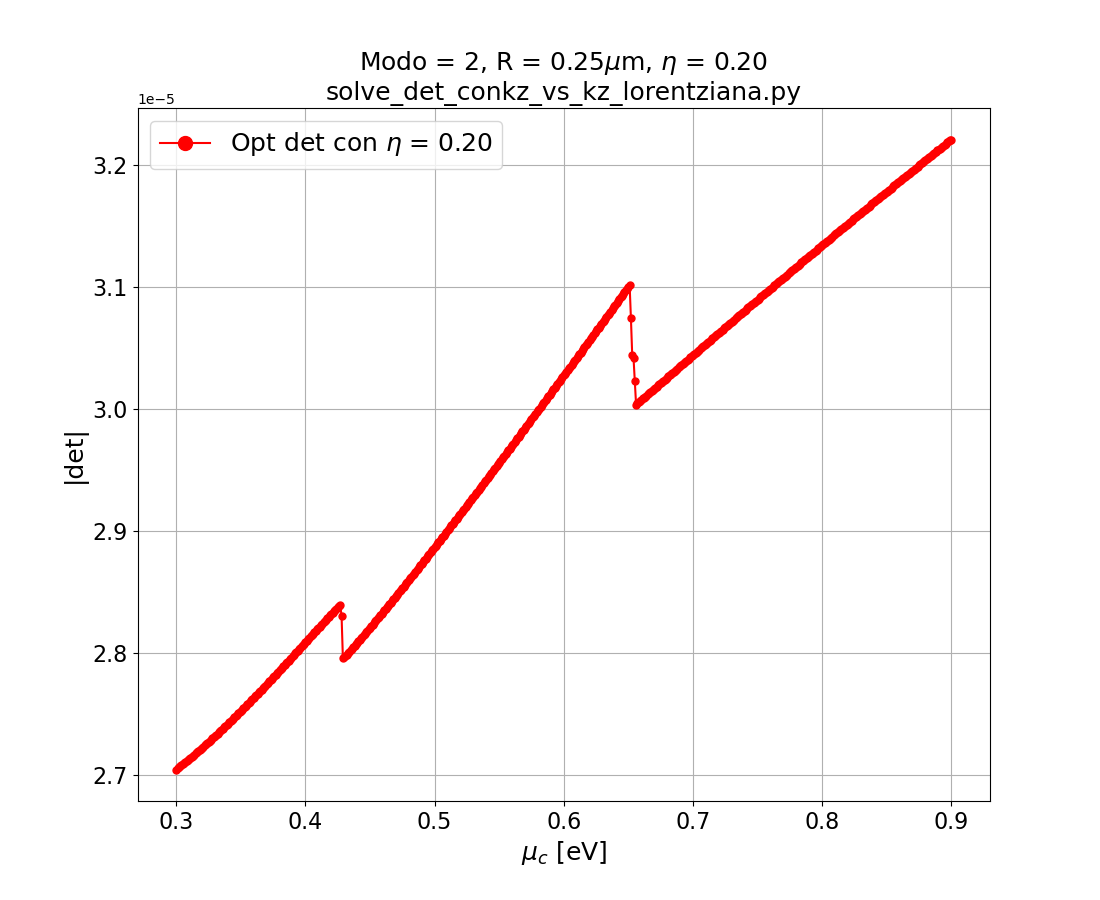 Modo = 2, R = 0.25μm, η = 0.20
solve_det_conkz_vs_kz_lorentziana.py
1e−5
Opt det con η = 0.20
3.2
3.1
3.0
2.9
2.8
2.7
|det|
0.3 0.4 0.5 0.6 0.7 0.8 0.9
μc [eV]